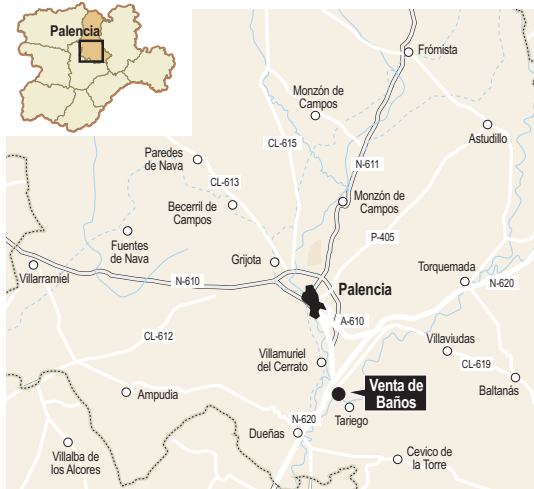 Palencia
Frómista
Monzón de
Campos
Astudillo
CL-615
Paredes
de Nava
N-611
CL-613
Becerril de
Campos
Monzón de
Campos
P-405
Fuentes
de Nava
Grijota
Villarramiel
Torquemada
N-610
Palencia
N-620
A-610
CL-612
Villaviudas
Villamuriel
del Cerrato
CL-619
Venta de
Baños
Ampudia
Baltanás
N-620
Tariego
Dueñas
Villalba de
los Alcores
Cevico de
la Torre